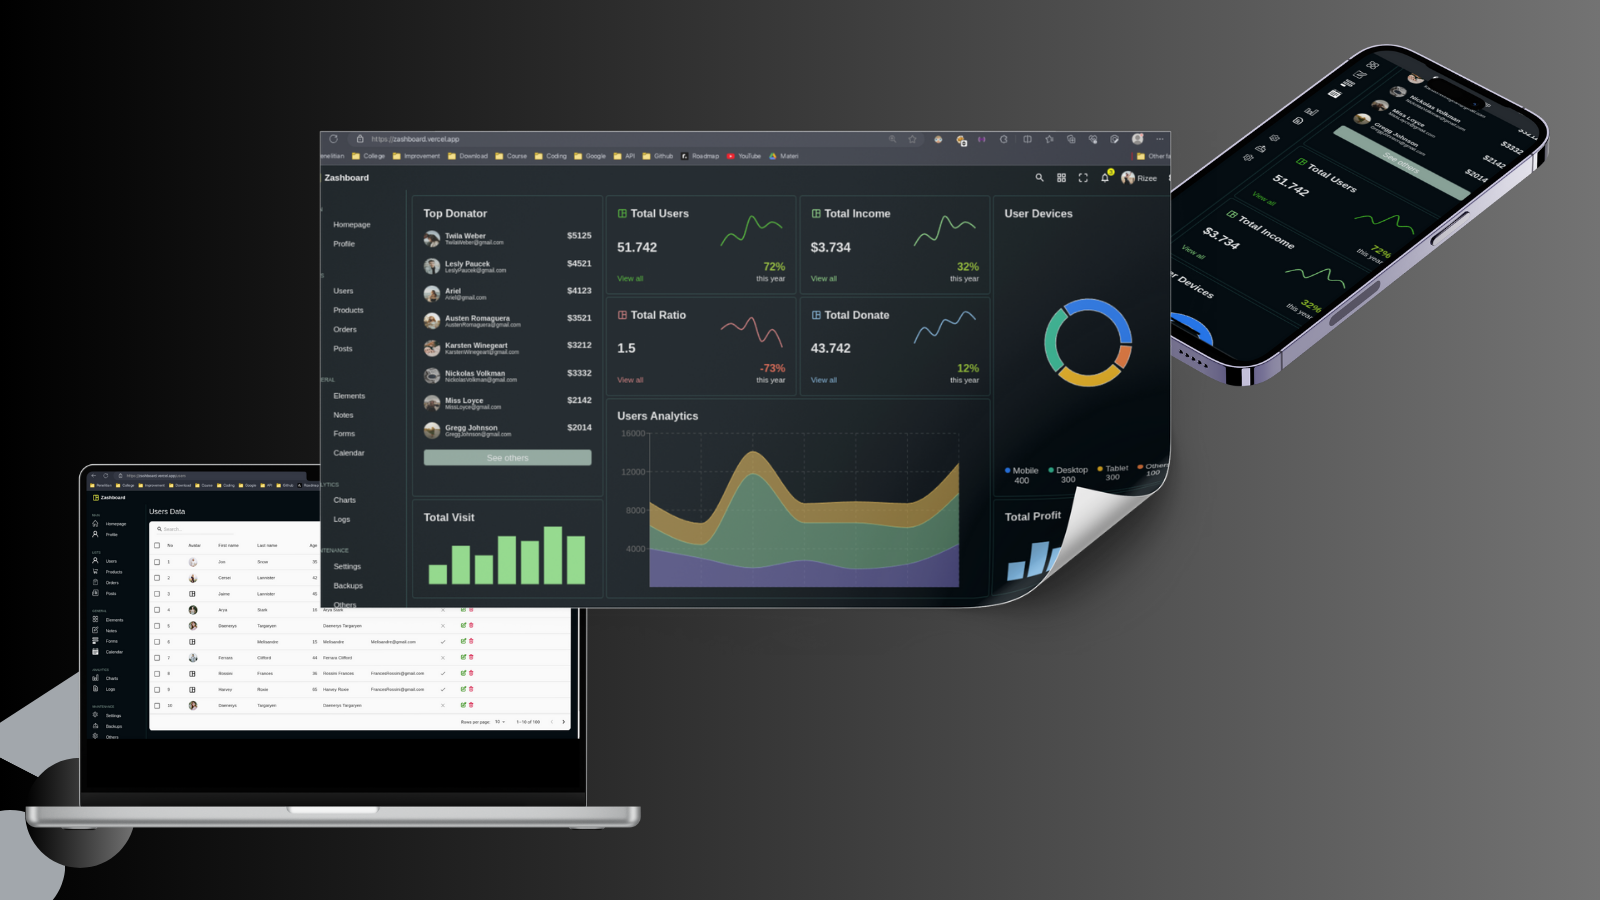 https://zashboard.vercel.app
College
Improvement
Download
Course
Coding
Google
API
Github
Roadmap
YouTube
Materi
Zashboard
Rizee
Homepage
Profile
Users
Products
Orders
Posts
Elements
Notes
Forms
Calendar
Charts
Logs
Settings
Backups
Others
Top Donator
Twila Weber $5125
TwilaWeber@gmail.com
Lesly Paucek $4521
LeslyPaucek@gmail.com
Ariel $4123
Ariel@gmail.com
Austen Romaguera $3521
AustenRomaguera@gmail.com
Karsten Winegeart $3212
KarstenWinegeart@gmail.com
Nickolas Volkman $3332
NickolasVolkman@gmail.com
Miss Loyce $2142
MissLoyce@gmail.com
Gregg Johnson $2014
GreggJohnson@gmail.com
See others
Total Visit
Total Users
51.742
View all
72%
this year
Total Income
$3.734
View all
32%
this year
Total Ratio
1.5
View all
-73%
this year
Total Donate
43.742
View all
12%
this year
Users Analytics
16000
12000
8000
4000
User Devices
Mobile
400
Desktop
300
Tablet
300
100
Total Profit
Nickolas Volkman $3332
Miss Loyce $2142
Gregg Johnson $2014
See others
Total Users
51.742
View all
72%
this year
Total Income
$3.734
View all
32%
this year
Devices
Zashboard
Homepage
Profile
Users
Products
Orders
Posts
Elements
Notes
Forms
Calendar
Charts
Logs
Settings
Backups
Others
Users Data
Search...
No Avatar First name Last name Age
1 Jon Snow 35
2 Cersei Lannister 42
3 Jaime Lannister 45
4 Arya Stark 16 Arya Stark
5 Daenerys Targaryen Daenerys Targaryen
6 Melisandre 15 Melisandre Melisandre@gmail.com
7 Ferrara Clifford 44 Ferrara Clifford
8 Rossini Frances 36 Rossini Frances FrancesRossini@gmail.com
9 Harvey Roxie 65 Harvey Roxie
10 Daenerys Targaryen Daenerys Targaryen
Rows per page: 10 1–10 of 100